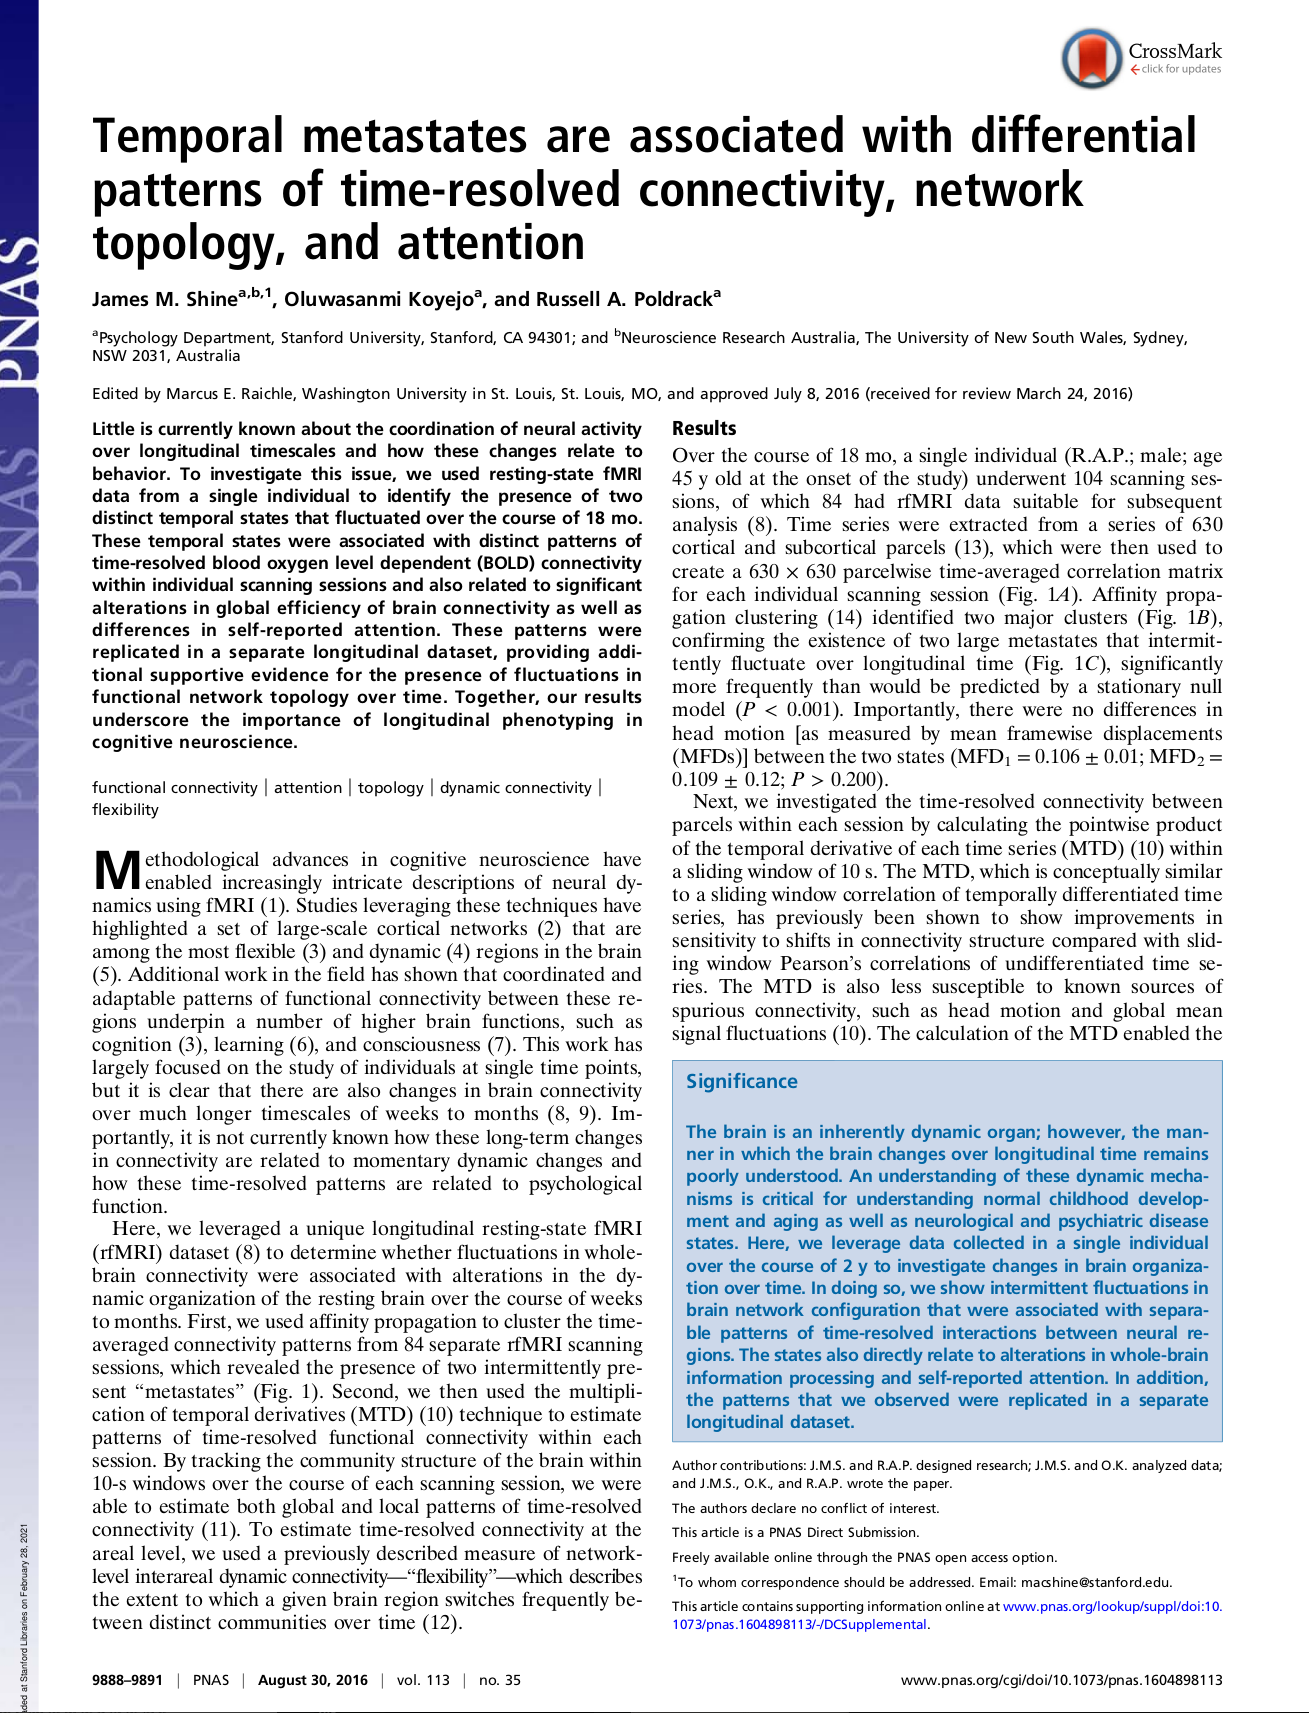 CrossMark
click for updates
Temporal metastates are associated with differential
patterns of time-resolved connectivity, network
topology, and attention
James M. Shineᵃ,ᵇ,¹, Oluwasanmi Koyejoᵃ, and Russell A. Poldrackᵃ
ᵃPsychology Department, Stanford University, Stanford, CA 94301; and ᵇNeuroscience Research Australia, The University of New South Wales, Sydney,
NSW 2031, Australia
Edited by Marcus E. Raichle, Washington University in St. Louis, St. Louis, MO, and approved July 8, 2016 (received for review March 24, 2016)
Little is currently known about the coordination of neural activity
over longitudinal timescales and how these changes relate to
behavior. To investigate this issue, we used resting-state fMRI
data from a single individual to identify the presence of two
distinct temporal states that fluctuated over the course of 18 mo.
These temporal states were associated with distinct patterns of
time-resolved blood oxygen level dependent (BOLD) connectivity
within individual scanning sessions and also related to significant
alterations in global efficiency of brain connectivity as well as
differences in self-reported attention. These patterns were
replicated in a separate longitudinal dataset, providing addi-
tional supportive evidence for the presence of fluctuations in
functional network topology over time. Together, our results
underscore the importance of longitudinal phenotyping in
cognitive neuroscience.
functional connectivity | attention | topology | dynamic connectivity |
flexibility
Methodological advances in cognitive neuroscience have
enabled increasingly intricate descriptions of neural dy-
namics using fMRI (1). Studies leveraging these techniques have
highlighted a set of large-scale cortical networks (2) that are
among the most flexible (3) and dynamic (4) regions in the brain
(5). Additional work in the field has shown that coordinated and
adaptable patterns of functional connectivity between these re-
gions underpin a number of higher brain functions, such as
cognition (3), learning (6), and consciousness (7). This work has
largely focused on the study of individuals at single time points,
but it is clear that there are also changes in brain connectivity
over much longer timescales of weeks to months (8, 9). Im-
portantly, it is not currently known how these long-term changes
in connectivity are related to momentary dynamic changes and
how these time-resolved patterns are related to psychological
function.
Here, we leveraged a unique longitudinal resting-state fMRI
(rfMRI) dataset (8) to determine whether fluctuations in whole-
brain connectivity were associated with alterations in the dy-
namic organization of the resting brain over the course of weeks
to months. First, we used affinity propagation to cluster the time-
averaged connectivity patterns from 84 separate rfMRI scanning
sessions, which revealed the presence of two intermittently pre-
sent “metastates” (Fig. 1). Second, we then used the multipli-
cation of temporal derivatives (MTD) (10) technique to estimate
patterns of time-resolved functional connectivity within each
session. By tracking the community structure of the brain within
10-s windows over the course of each scanning session, we were
able to estimate both global and local patterns of time-resolved
connectivity (11). To estimate time-resolved connectivity at the
areal level, we used a previously described measure of network-
level interareal dynamic connectivity—“flexibility”—which describes
the extent to which a given brain region switches frequently be-
tween distinct communities over time (12).
Results
Over the course of 18 mo, a single individual (R.A.P.; male; age
45 y old at the onset of the study) underwent 104 scanning ses-
sions, of which 84 had rfMRI data suitable for subsequent
analysis (8). Time series were extracted from a series of 630
cortical and subcortical parcels (13), which were then used to
create a 630 × 630 parcelwise time-averaged correlation matrix
for each individual scanning session (Fig. 1A). Affinity propa-
gation clustering (14) identified two major clusters (Fig. 1B),
confirming the existence of two large metastates that intermit-
tently fluctuate over longitudinal time (Fig. 1C), significantly
more frequently than would be predicted by a stationary null
model (P < 0.001). Importantly, there were no differences in
head motion [as measured by mean framewise displacements
(MFDs)] between the two states (MFD₁ = 0.106 ± 0.01; MFD₂ =
0.109 ± 0.12; P > 0.200).
Next, we investigated the time-resolved connectivity between
parcels within each session by calculating the pointwise product
of the temporal derivative of each time series (MTD) (10) within
a sliding window of 10 s. The MTD, which is conceptually similar
to a sliding window correlation of temporally differentiated time
series, has previously been shown to show improvements in
sensitivity to shifts in connectivity structure compared with slid-
ing window Pearson’s correlations of undifferentiated time se-
ries. The MTD is also less susceptible to known sources of
spurious connectivity, such as head motion and global mean
signal fluctuations (10). The calculation of the MTD enabled the
Significance
The brain is an inherently dynamic organ; however, the man-
ner in which the brain changes over longitudinal time remains
poorly understood. An understanding of these dynamic mecha-
nisms is critical for understanding normal childhood develop-
ment and aging as well as neurological and psychiatric disease
states. Here, we leverage data collected in a single individual
over the course of 2 y to investigate changes in brain organiza-
tion over time. In doing so, we show intermittent fluctuations in
brain network configuration that were associated with separa-
ble patterns of time-resolved interactions between neural re-
gions. The states also directly relate to alterations in whole-brain
information processing and self-reported attention. In addition,
the patterns that we observed were replicated in a separate
longitudinal dataset.
Author contributions: J.M.S. and R.A.P. designed research; J.M.S. and O.K. analyzed data;
and J.M.S., O.K., and R.A.P. wrote the paper.
The authors declare no conflict of interest.
This article is a PNAS Direct Submission.
Freely available online through the PNAS open access option.
¹To whom correspondence should be addressed. Email: macshine@stanford.edu.
This article contains supporting information online at www.pnas.org/lookup/suppl/doi:10.
1073/pnas.1604898113/-/DCSupplemental.
9888–9891 | PNAS | August 30, 2016 | vol. 113 | no. 35
www.pnas.org/cgi/doi/10.1073/pnas.1604898113
PNAS
PNAS
PNAS
PNAS
at Stanford Libraries on February 28, 2021